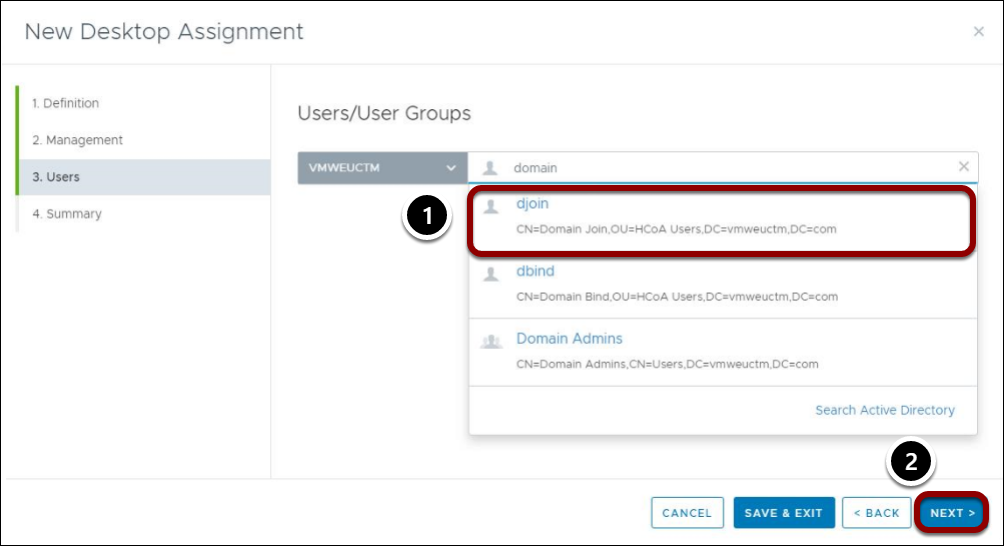 New Desktop Assignment
1. Definition
2. Management
3. Users
4. Summary
Users/User Groups
VMWEUCTM
domain
1
djoin
CN=Domain Join,OU=HCoA Users,DC=vmweuctm,DC=com
dbind
CN=Domain Bind,OU=HCoA Users,DC=vmweuctm,DC=com
Domain Admins
CN=Domain Admins,CN=Users,DC=vmweuctm,DC=com
Search Active Directory
2
CANCEL
SAVE & EXIT
< BACK
NEXT >